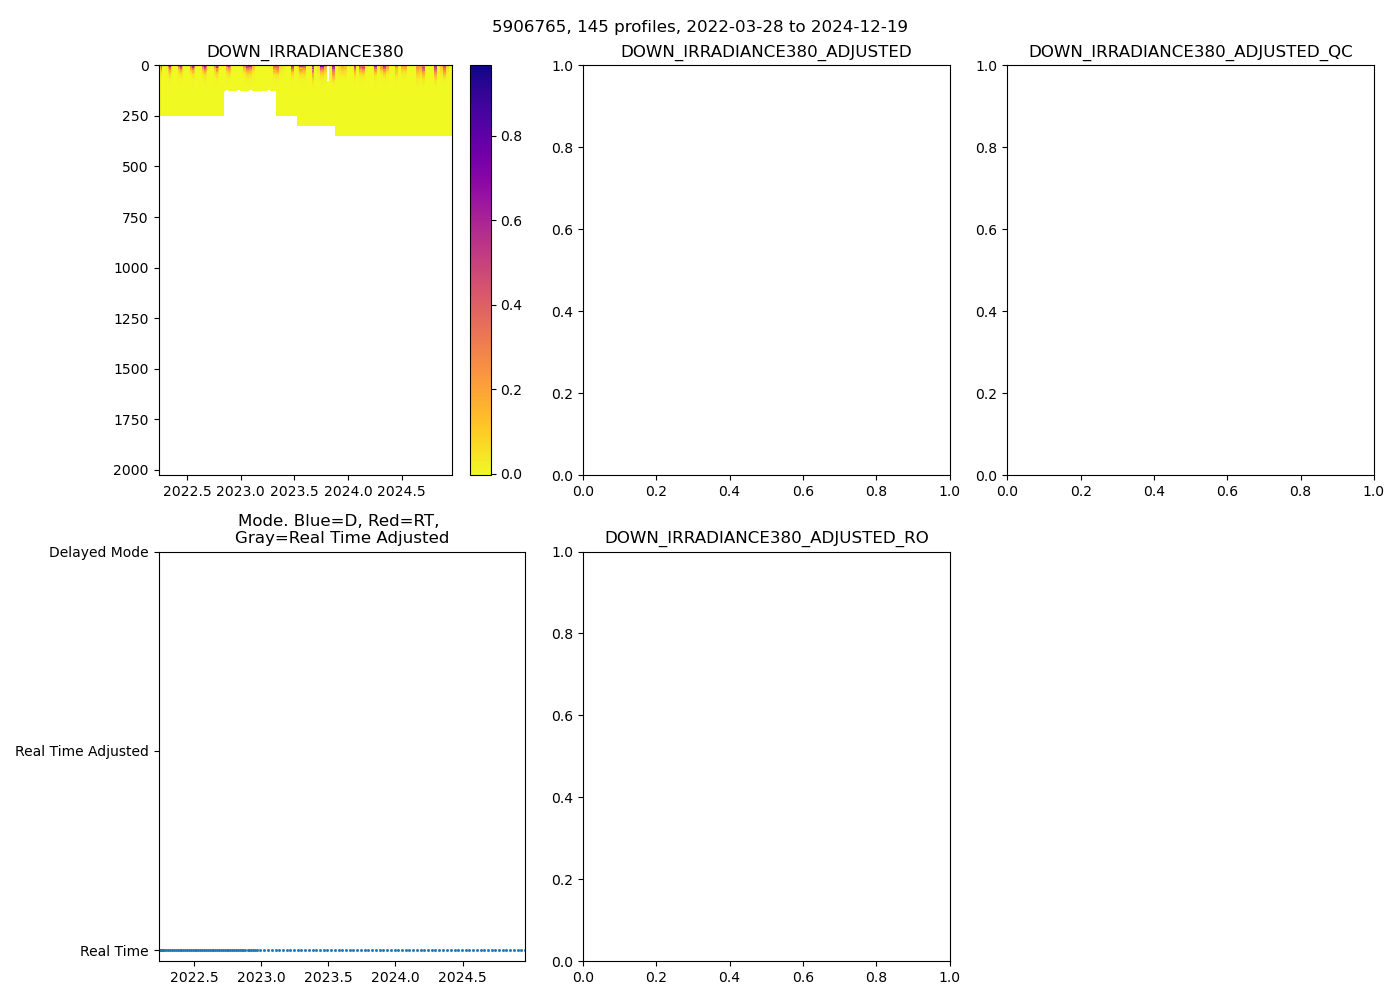 5906765, 145 profiles, 2022-03-28 to 2024-12-19
DOWN_IRRADIANCE380
0
250
500
750
1000
1250
1500
1750
2000
2022.5 2023.0 2023.5 2024.0 2024.5
0.8
0.6
0.4
0.2
0.0
DOWN_IRRADIANCE380_ADJUSTED
1.0
0.8
0.6
0.4
0.2
0.0
0.0 0.2 0.4 0.6 0.8 1.0
DOWN_IRRADIANCE380_ADJUSTED_QC
1.0
0.8
0.6
0.4
0.2
0.0
0.0 0.2 0.4 0.6 0.8 1.0
Mode. Blue=D, Red=RT,
Gray=Real Time Adjusted
Delayed Mode
Real Time Adjusted
Real Time
2022.5 2023.0 2023.5 2024.0 2024.5
DOWN_IRRADIANCE380_ADJUSTED_RO
1.0
0.8
0.6
0.4
0.2
0.0
0.0 0.2 0.4 0.6 0.8 1.0